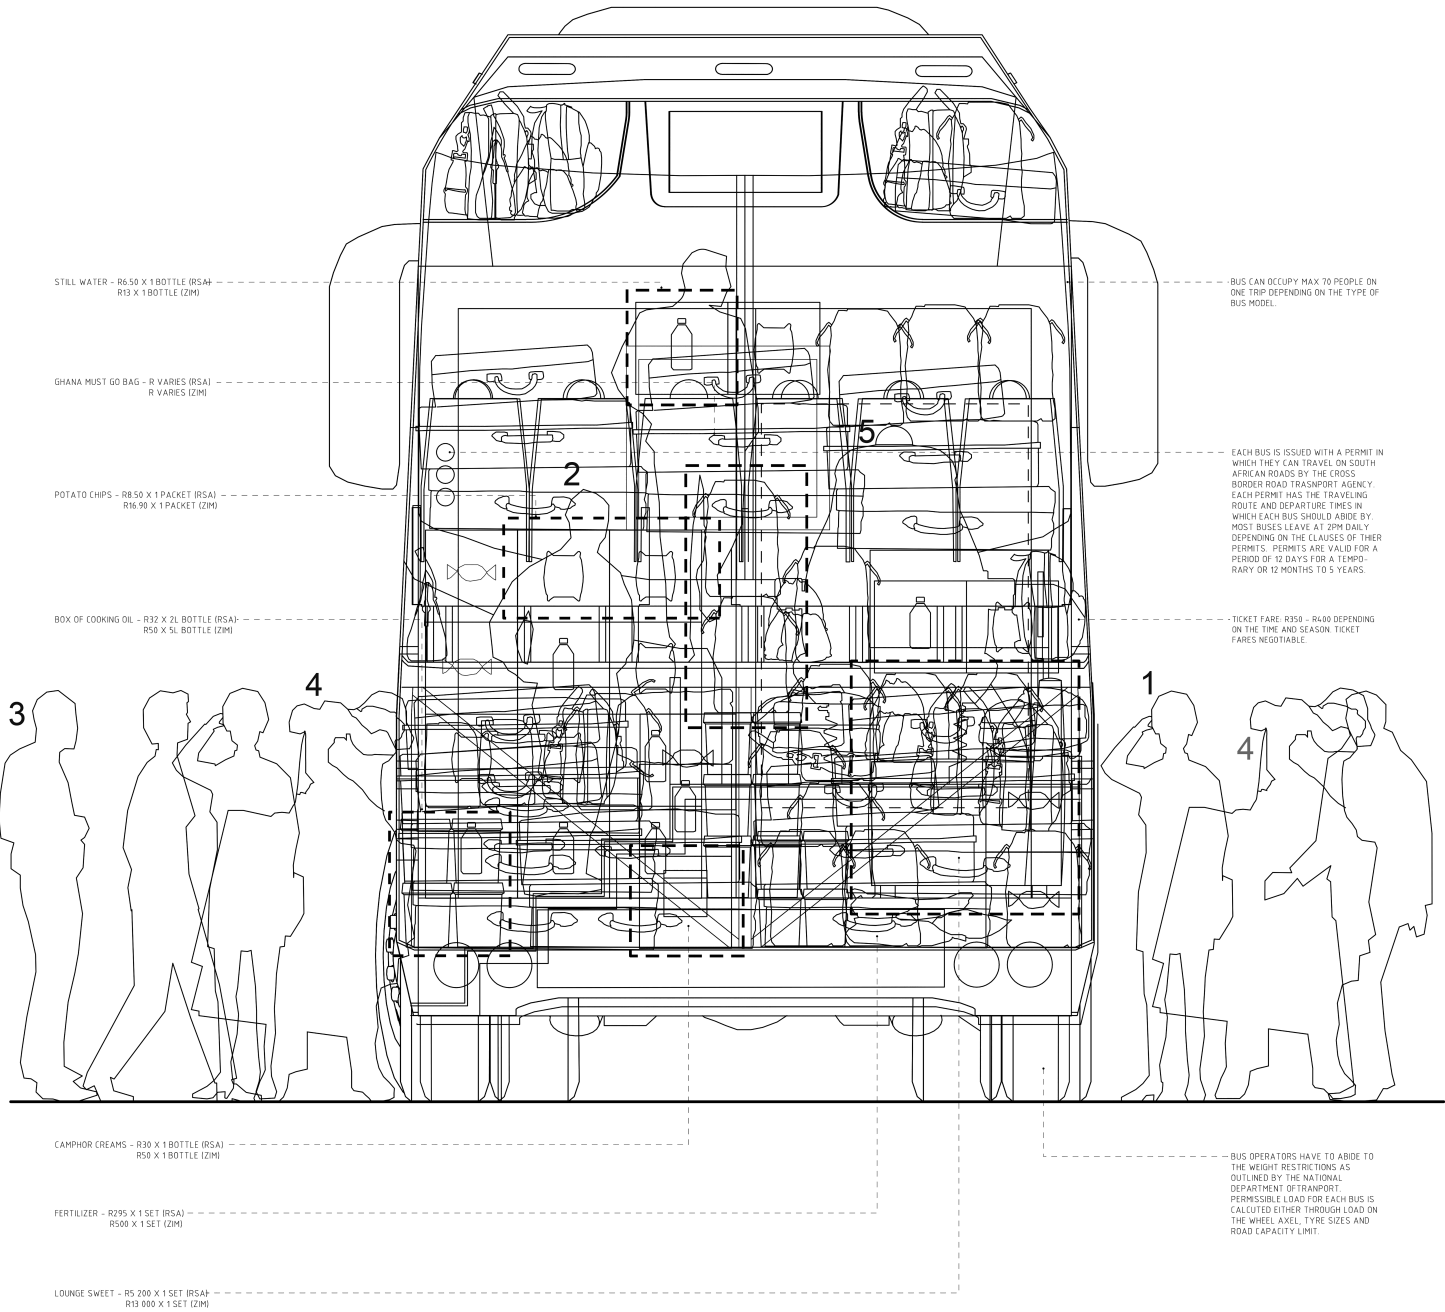 STILL WATER - R6.50 X 1 BOTTLE (RSA)
R13 X 1 BOTTLE (ZIM)
GHANA MUST GO BAG - R VARIES (RSA)
R VARIES (ZIM)
POTATO CHIPS - R8.50 X 1 PACKET (RSA)
R16.90 X 1 PACKET (ZIM)
BOX OF COOKING OIL - R32 X 2L BOTTLE (RSA)
R50 X 5L BOTTLE (ZIM)
3
4
2
5
1
4
BUS CAN OCCUPY MAX 70 PEOPLE ON
ONE TRIP DEPENDING ON THE TYPE OF
BUS MODEL.
EACH BUS IS ISSUED WITH A PERMIT IN
WHICH THEY CAN TRAVEL ON SOUTH
AFRICAN ROADS BY THE CROSS
BORDER ROAD TRASNPORT AGENCY.
EACH PERMIT HAS THE TRAVELING
ROUTE AND DEPARTURE TIMES IN
WHICH EACH BUS SHOULD ABIDE BY.
MOST BUSES LEAVE AT 2PM DAILY
DEPENDING ON THE CLAUSES OF THIER
PERMITS. PERMITS ARE VALID FOR A
PERIOD OF 12 DAYS FOR A TEMPO-
RARY OR 12 MONTHS TO 5 YEARS.
TICKET FARE: R350 - R400 DEPENDING
ON THE TIME AND SEASON. TICKET
FARES NEGOTIABLE.
CAMPHOR CREAMS - R30 X 1 BOTTLE (RSA)
R50 X 1 BOTTLE (ZIM)
FERTILIZER - R295 X 1 SET (RSA)
R500 X 1 SET (ZIM)
LOUNGE SWEET - R5 200 X 1 SET (RSA)
R13 000 X 1 SET (ZIM)
BUS OPERATORS HAVE TO ABIDE TO
THE WEIGHT RESTRICTIONS AS
OUTLINED BY THE NATIONAL
DEPARTMENT OFTRANPORT.
PERMISSIBLE LOAD FOR EACH BUS IS
CALCUTED EITHER THROUGH LOAD ON
THE WHEEL AXEL, TYRE SIZES AND
ROAD CAPACITY LIMIT.